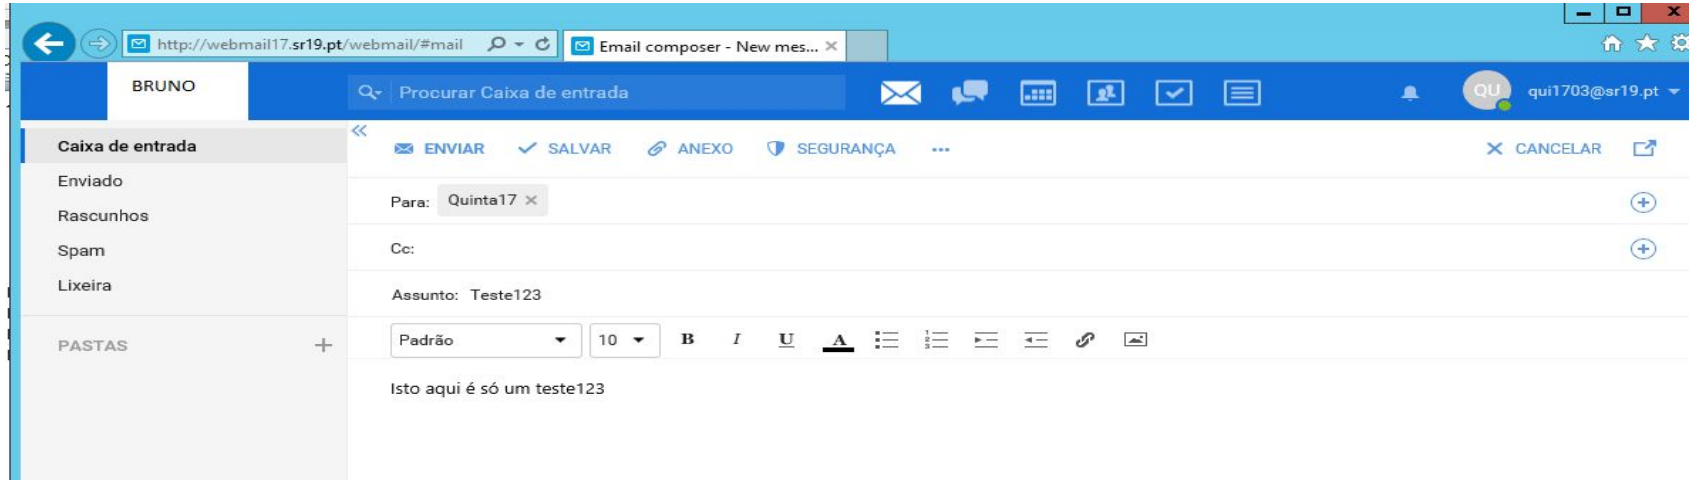 http://webmail17.sr19.pt/webmail/#mail
Email composer - New mes...
BRUNO
Procurar Caixa de entrada
QU
qui1703@sr19.pt
Caixa de entrada
Enviado
Rascunhos
Spam
Lixeira
PASTAS
ENVIAR SALVAR ANEXO SEGURANÇA ... CANCELAR
Para: Quinta17
Cc:
Assunto: Teste123
Padrão 10 B I U A
Isto aqui é só um teste123